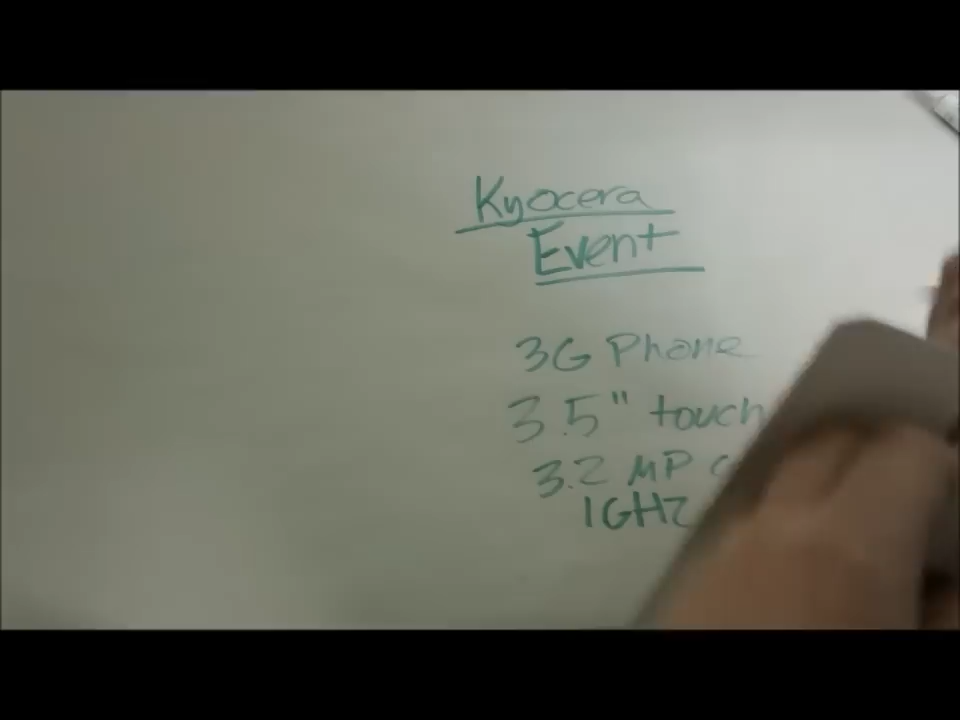 Kyocera
Event
3G Phone
3.5" touch
3.2 MP
1GHz